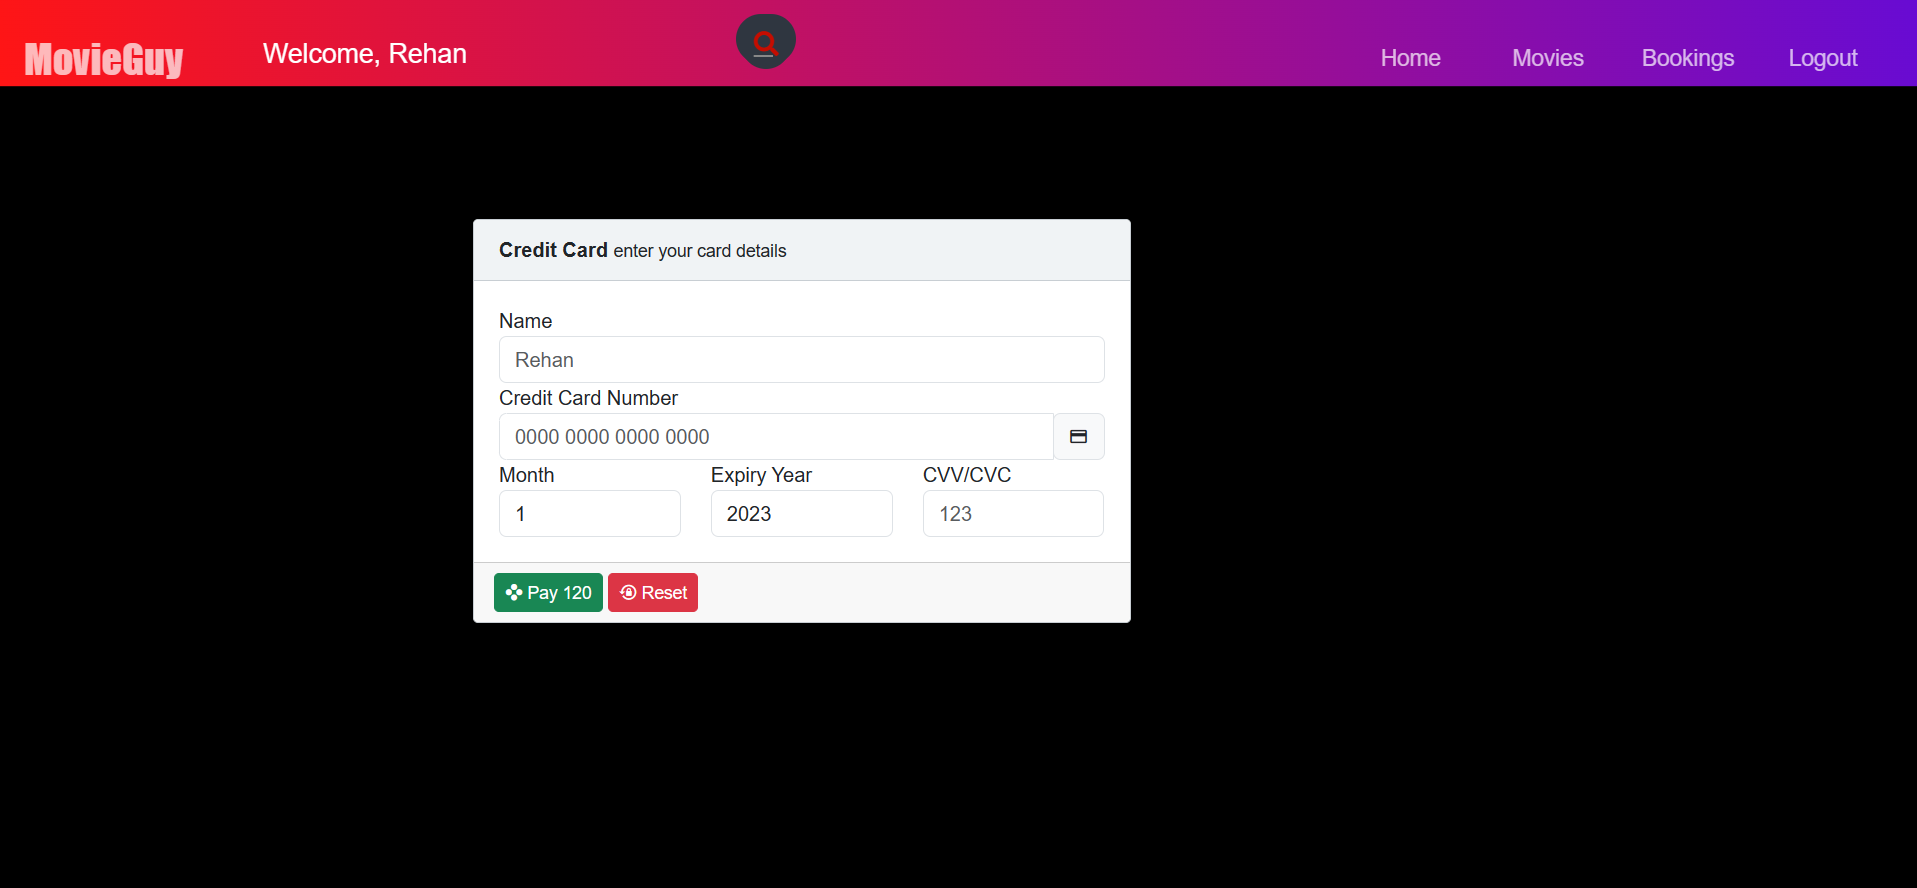 MovieGuy
Welcome, Rehan
Home Movies Bookings Logout
Credit Card enter your card details
Name
Rehan
Credit Card Number
0000 0000 0000 0000
Month Expiry Year CVV/CVC
1 2023 123
Pay 120 Reset